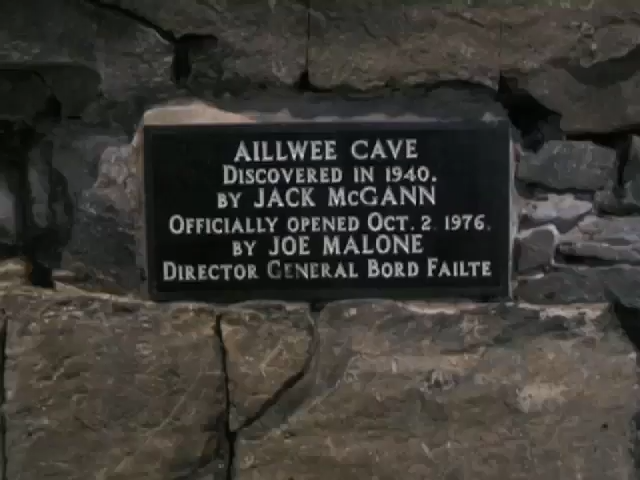 AILLWEE CAVE
DISCOVERED IN 1940.
BY JACK McGANN
OFFICIALLY OPENED OCT. 2 1976.
BY JOE MALONE
DIRECTOR GENERAL BORD FAILTE